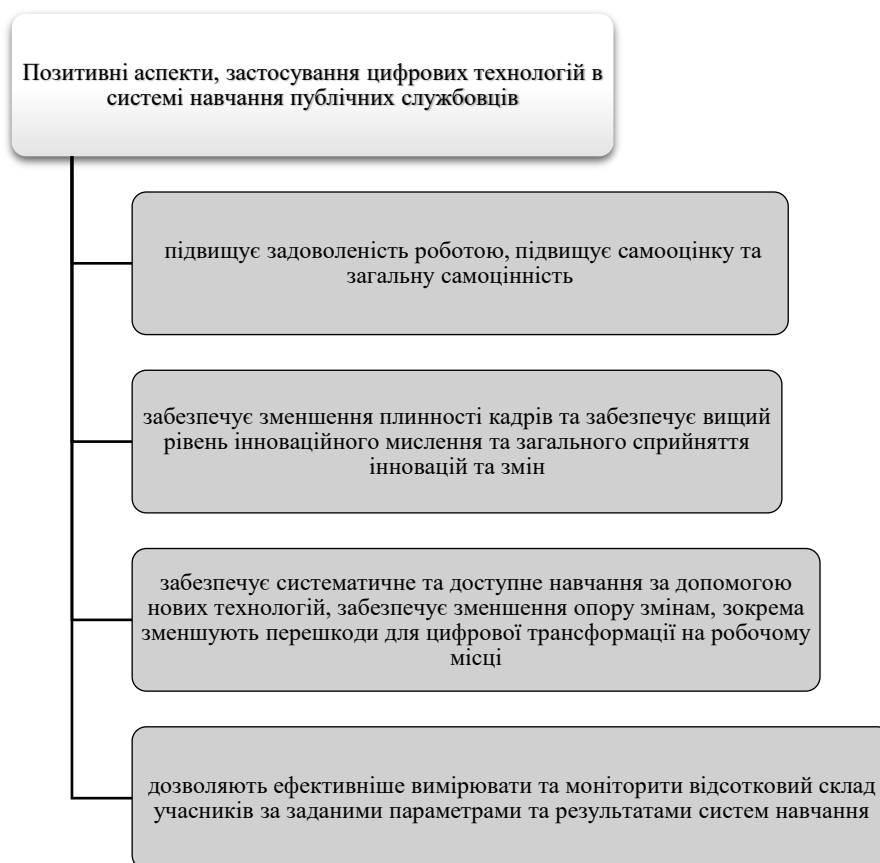 Позитивні аспекти, застосування цифрових технологій в
системі навчання публічних службовців
підвищує задоволеність роботою, підвищує самооцінку та
загальну самоцінність
забезпечує зменшення плинності кадрів та забезпечує вищий
рівень інноваційного мислення та загального сприйняття
інновацій та змін
забезпечує систематичне та доступне навчання за допомогою
нових технологій, забезпечує зменшення опору змінам, зокрема
зменшують перешкоди для цифрової трансформації на робочому
місці
дозволяють ефективніше вимірювати та моніторити відсотковий склад
учасників за заданими параметрами та результатами систем навчання